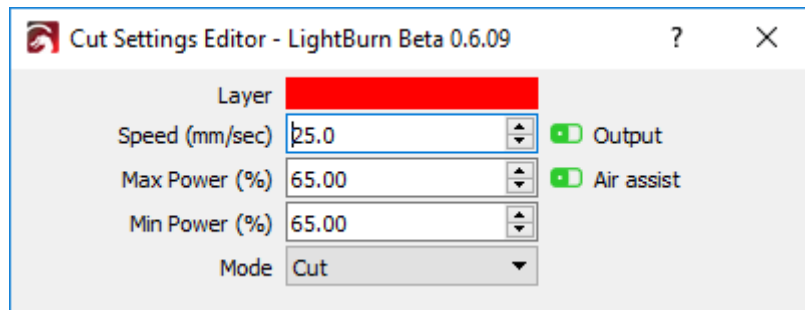 Cut Settings Editor - LightBurn Beta 0.6.09 ?
Layer
Speed (mm/sec) 25.0 Output
Max Power (%) 65.00 Air assist
Min Power (%) 65.00
Mode Cut